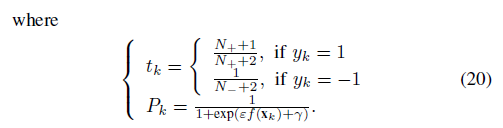 where
t_k = { (N_+ + 1)/(N_+ + 2), if y_k = 1
1/(N_- + 2), if y_k = −1
P_k = 1/(1+exp(εf(x_k)+γ)). (20)